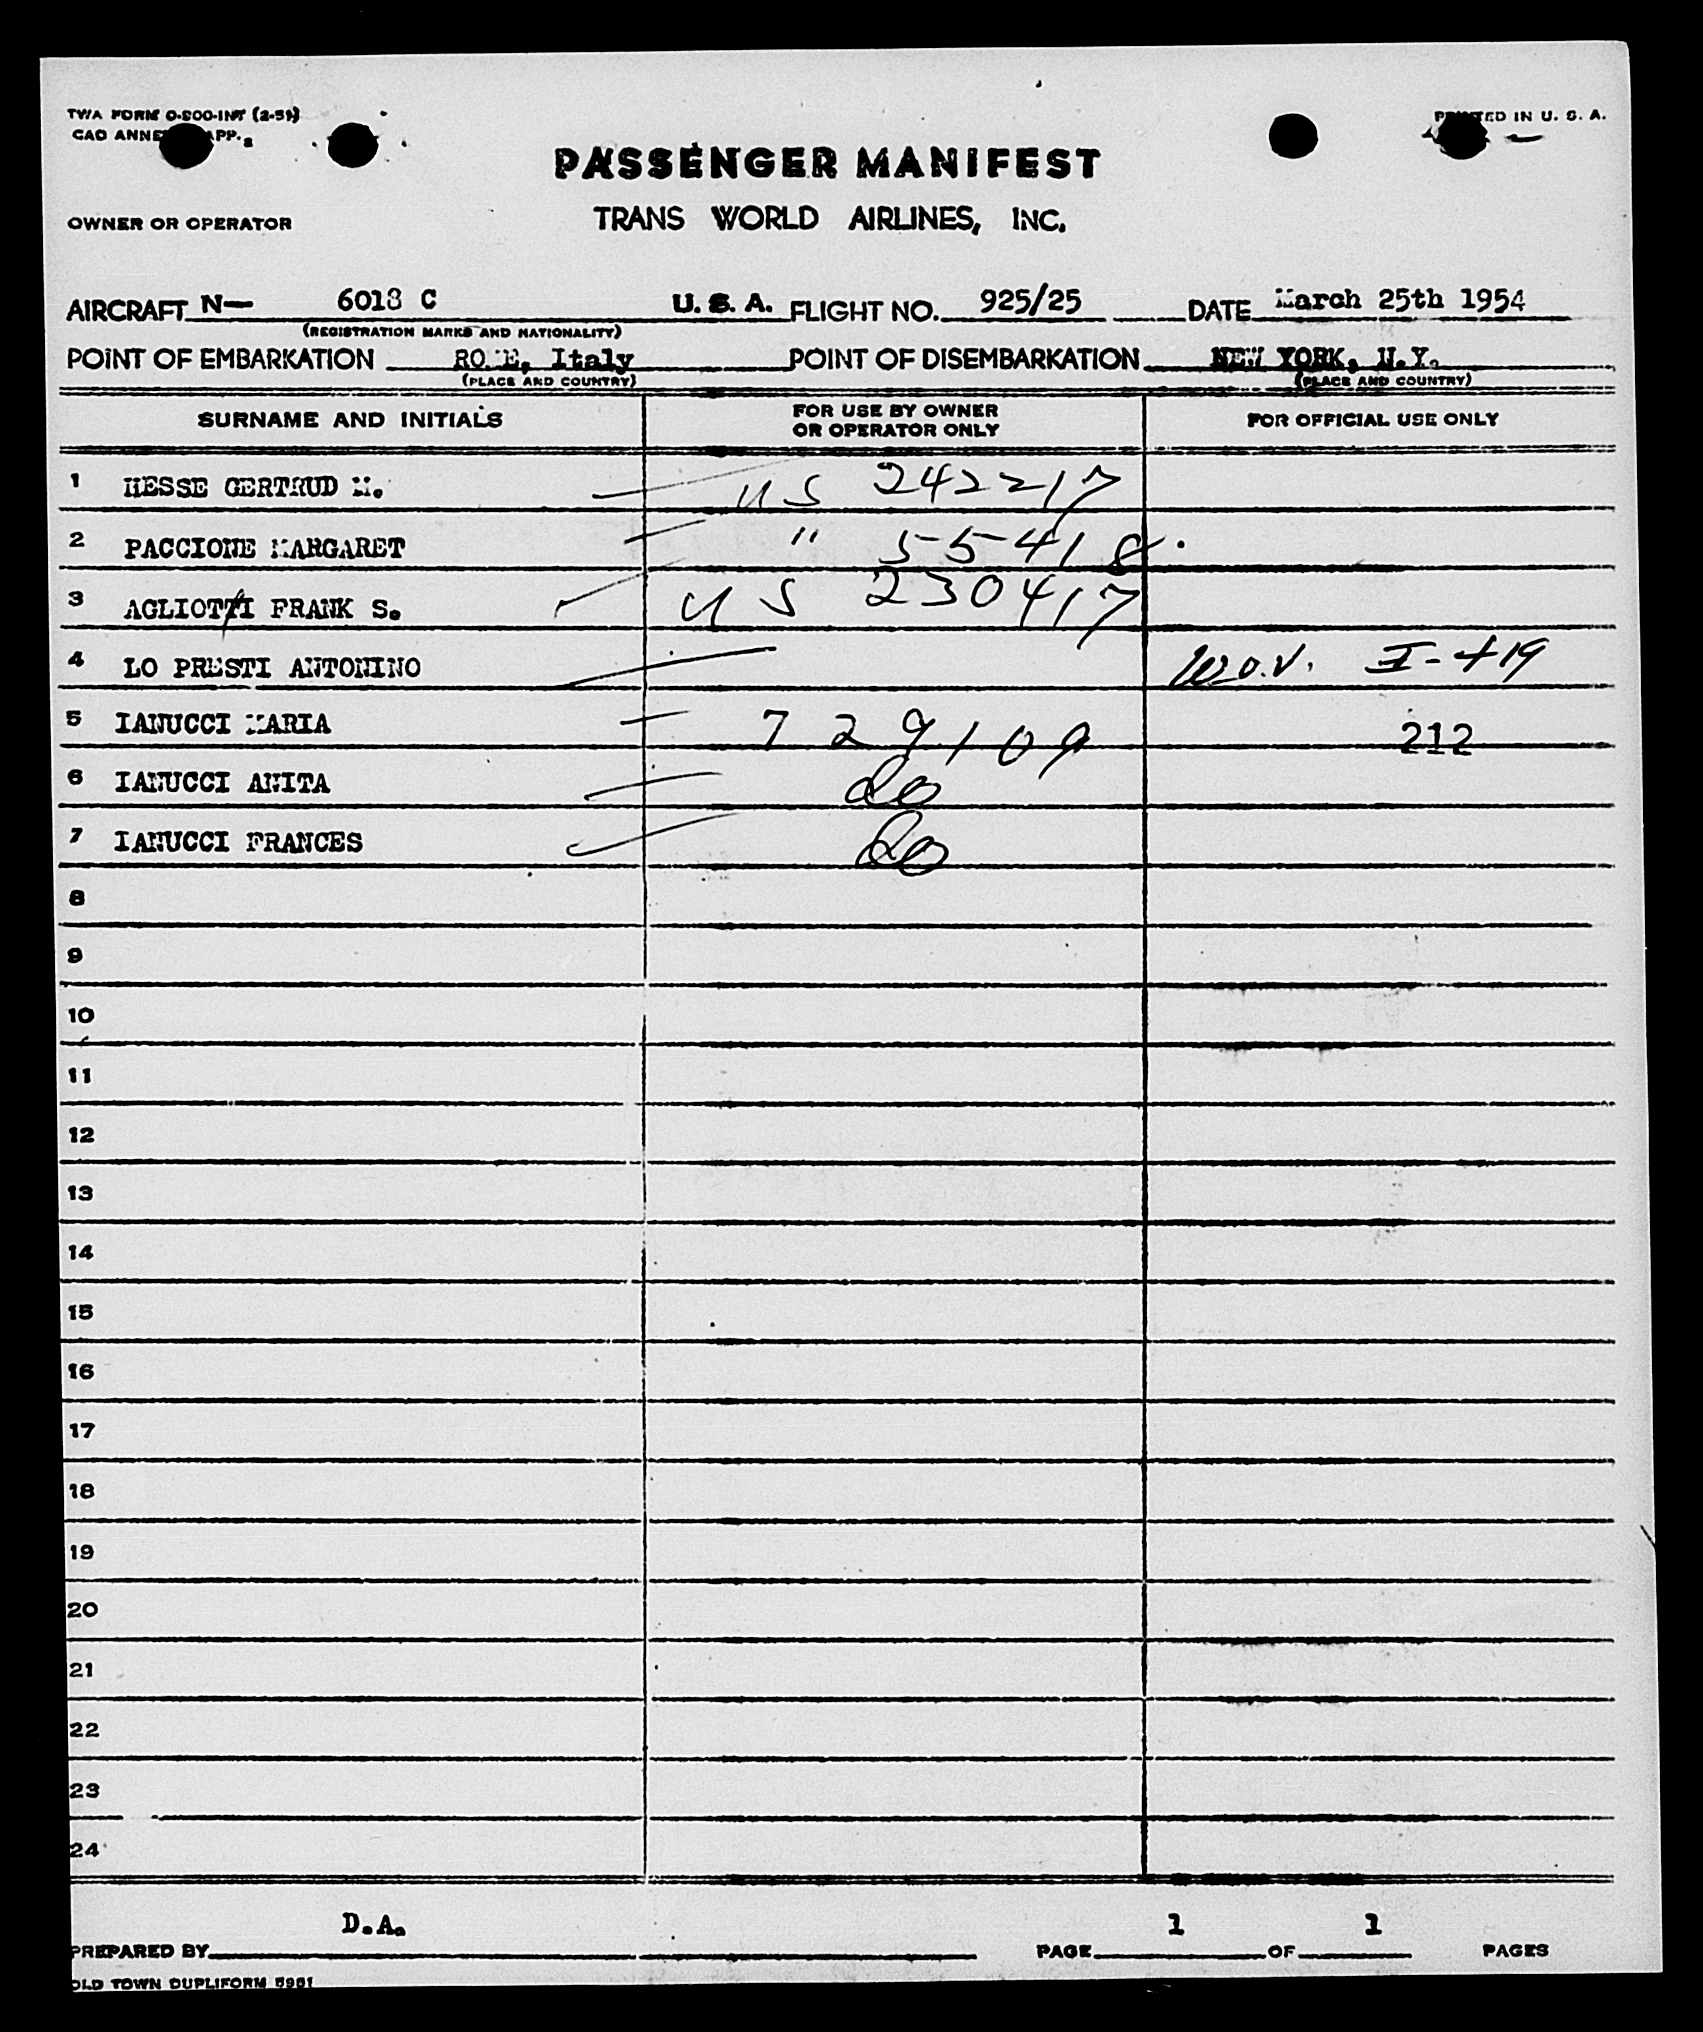 TWA FORM O-800-INT (2-51)
PRINTED IN U. S. A.
PASSENGER MANIFEST
OWNER OR OPERATOR
TRANS WORLD AIRLINES, INC.
AIRCRAFT N— 6018 C U. S. A. FLIGHT NO. 925/25 DATE March 25th 1954
(REGISTRATION MARKS AND NATIONALITY)
POINT OF EMBARKATION ROME, Italy POINT OF DISEMBARKATION NEW YORK, N.Y.
(PLACE AND COUNTRY) (PLACE AND COUNTRY)
SURNAME AND INITIALS FOR USE BY OWNER OR OPERATOR ONLY FOR OFFICIAL USE ONLY
1 HESSE GERTRUD M. US 242217
2 PACCIONE MARGARET " 55418
3 AGLIOTTI FRANK S. US 230417
4 LO PRESTI ANTONINO I-419
5 IANUCCI MARIA 729109 212
6 IANUCCI ANITA do
7 IANUCCI FRANCES do
8
9
10
11
12
13
14
15
16
17
18
19
20
21
22
23
24
D.A. 1 1
PREPARED BY PAGE OF PAGES
OLD TOWN DUPLIFORM